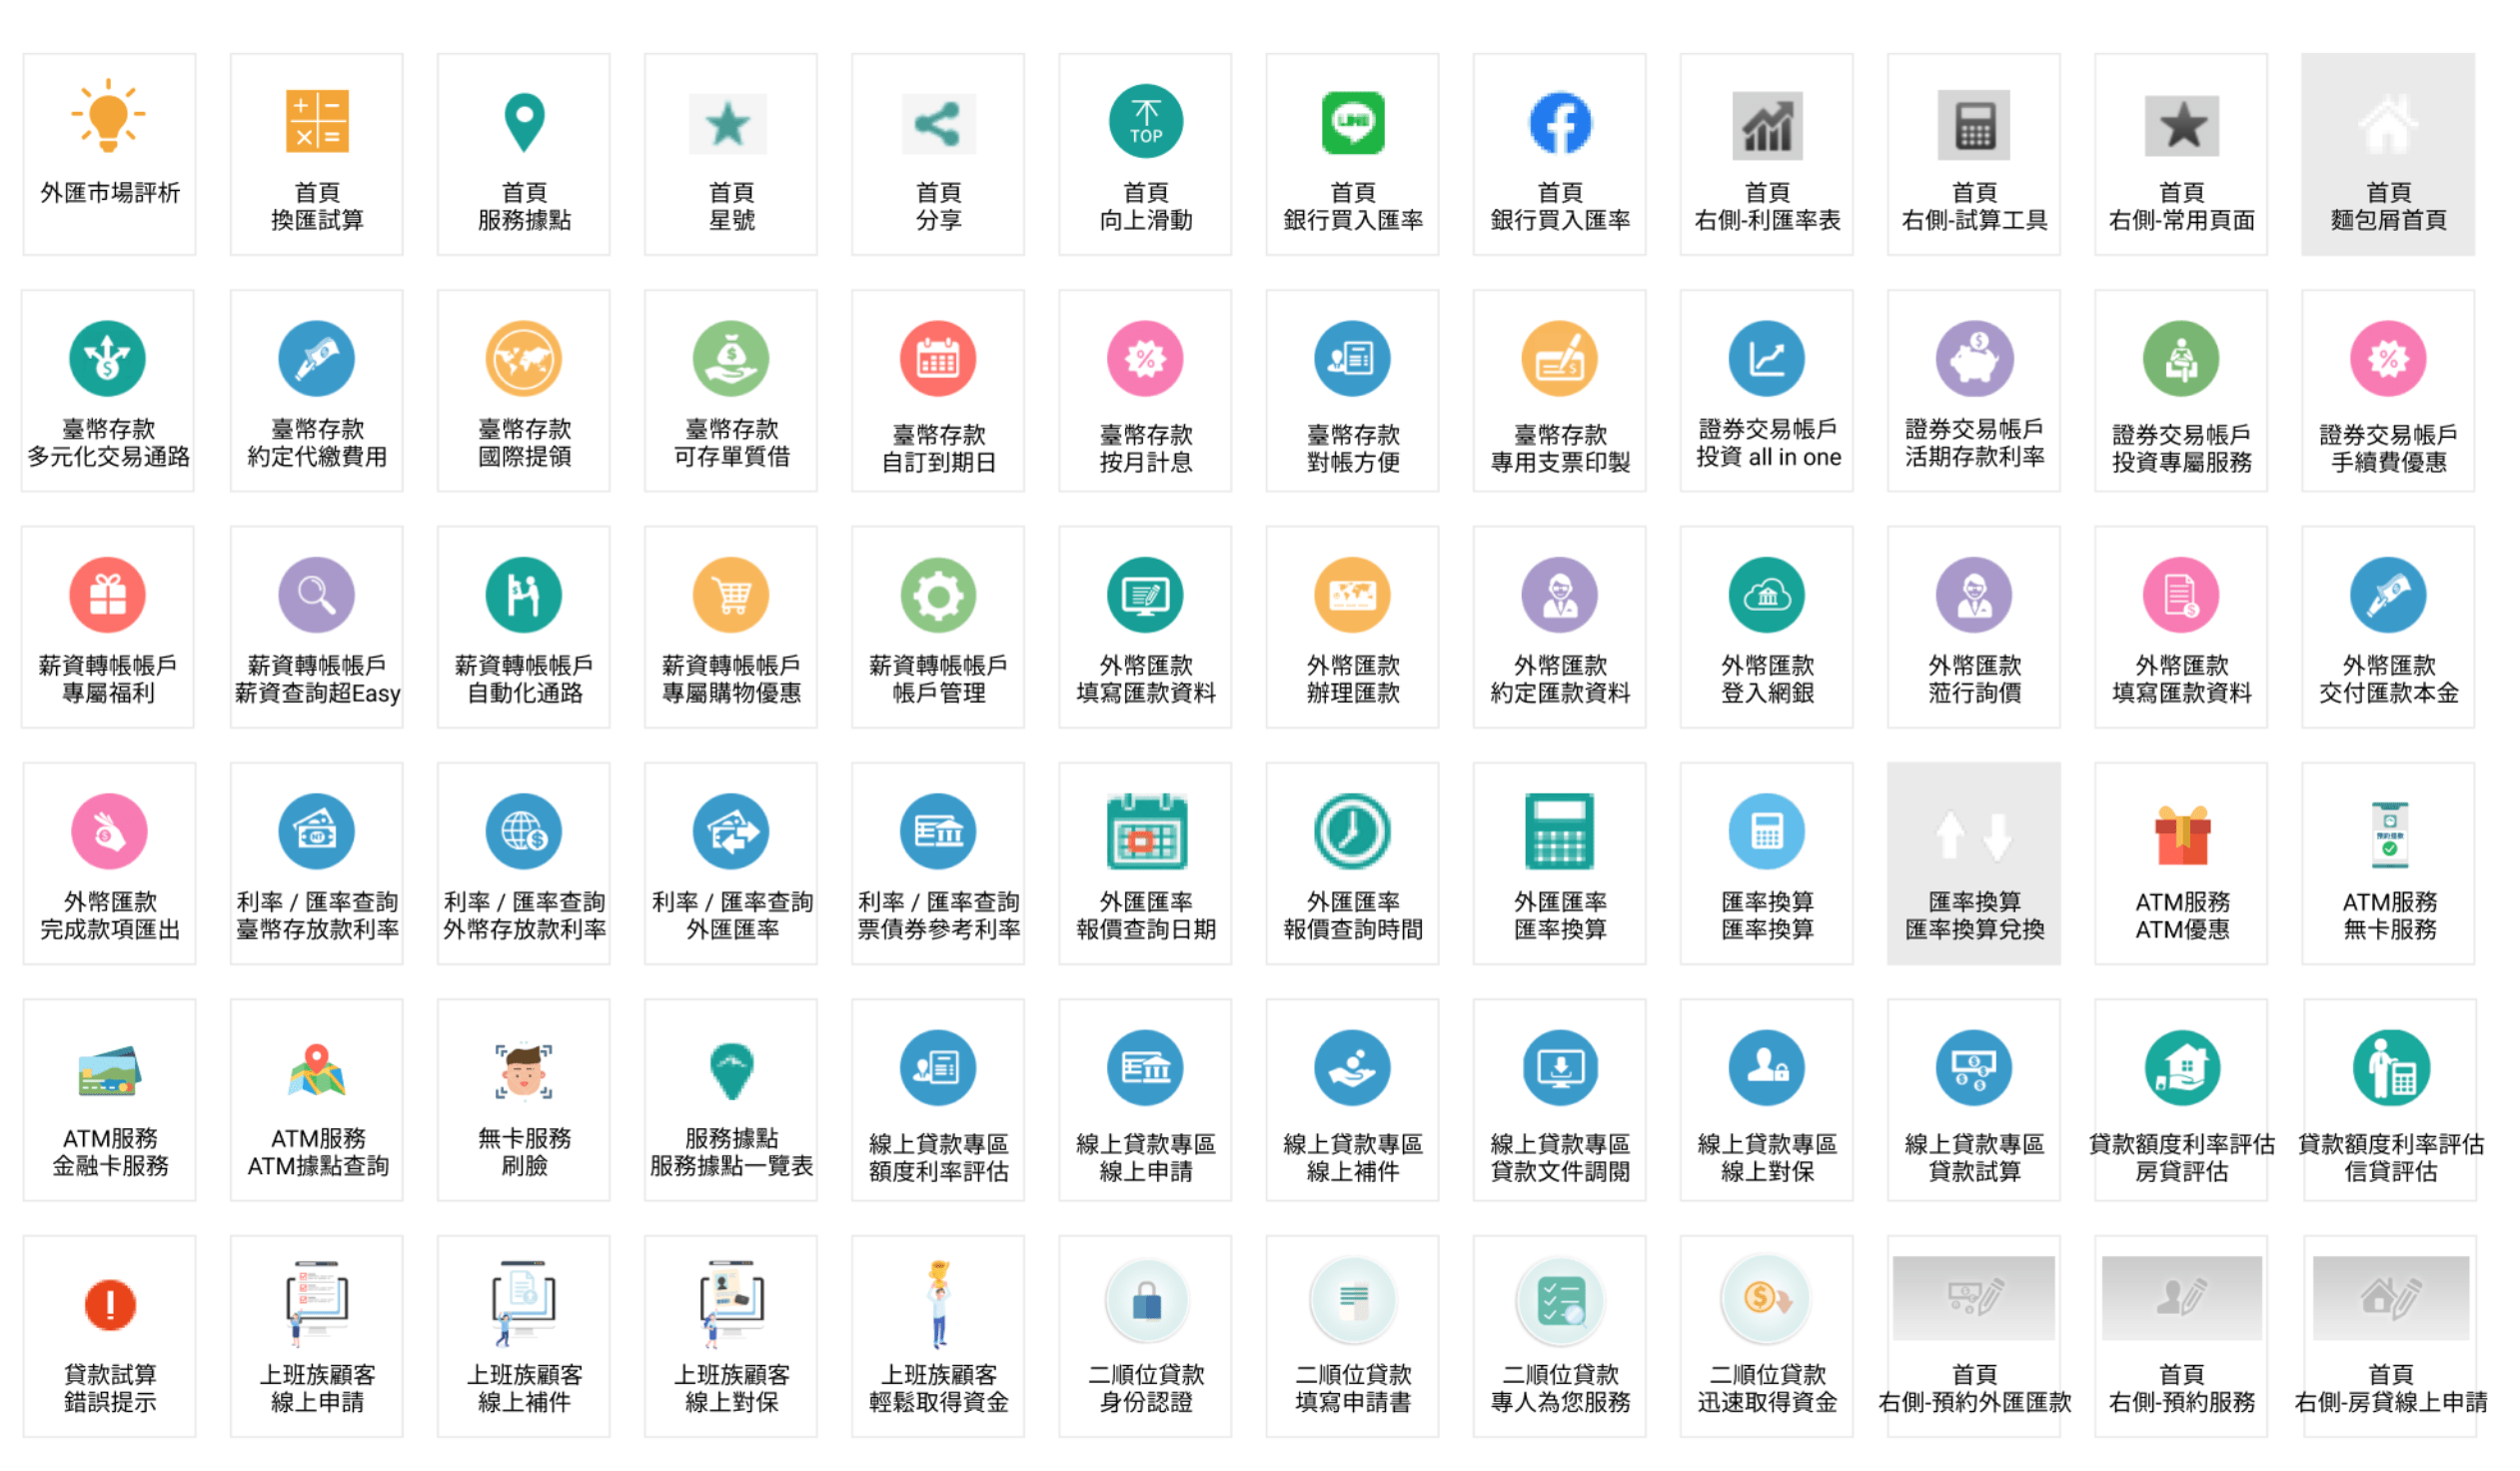 外匯市場評析
首頁
換匯試算
首頁
服務據點
首頁
星號
首頁
分享
TOP
首頁
向上滑動
LINE
首頁
銀行買入匯率
首頁
銀行買入匯率
首頁
右側-利匯率表
首頁
右側-試算工具
首頁
右側-常用頁面
首頁
麵包屑首頁
臺幣存款
多元化交易通路
臺幣存款
約定代繳費用
臺幣存款
國際提領
臺幣存款
可存單質借
臺幣存款
自訂到期日
臺幣存款
按月計息
臺幣存款
對帳方便
臺幣存款
專用支票印製
證券交易帳戶
投資 all in one
證券交易帳戶
活期存款利率
證券交易帳戶
投資專屬服務
證券交易帳戶
手續費優惠
薪資轉帳帳戶
專屬福利
薪資轉帳帳戶
薪資查詢超Easy
薪資轉帳帳戶
自動化通路
薪資轉帳帳戶
專屬購物優惠
薪資轉帳帳戶
帳戶管理
外幣匯款
填寫匯款資料
外幣匯款
辦理匯款
外幣匯款
約定匯款資料
外幣匯款
登入網銀
外幣匯款
蒞行詢價
外幣匯款
填寫匯款資料
外幣匯款
交付匯款本金
外幣匯款
完成款項匯出
NT
利率 / 匯率查詢
臺幣存放款利率
利率 / 匯率查詢
外幣存放款利率
利率 / 匯率查詢
外匯匯率
利率 / 匯率查詢
票債券參考利率
外匯匯率
報價查詢日期
外匯匯率
報價查詢時間
外匯匯率
匯率換算
匯率換算
匯率換算
匯率換算
匯率換算兌換
ATM服務
ATM優惠
ATM服務
無卡服務
ATM服務
金融卡服務
ATM服務
ATM據點查詢
無卡服務
刷臉
服務據點
服務據點一覽表
線上貸款專區
額度利率評估
線上貸款專區
線上申請
線上貸款專區
線上補件
線上貸款專區
貸款文件調閱
線上貸款專區
線上對保
線上貸款專區
貸款試算
貸款額度利率評估
房貸評估
貸款額度利率評估
信貸評估
貸款試算
錯誤提示
上班族顧客
線上申請
上班族顧客
線上補件
上班族顧客
線上對保
上班族顧客
輕鬆取得資金
二順位貸款
身份認證
二順位貸款
填寫申請書
二順位貸款
專人為您服務
二順位貸款
迅速取得資金
首頁
右側-預約外匯匯款
首頁
右側-預約服務
首頁
右側-房貸線上申請